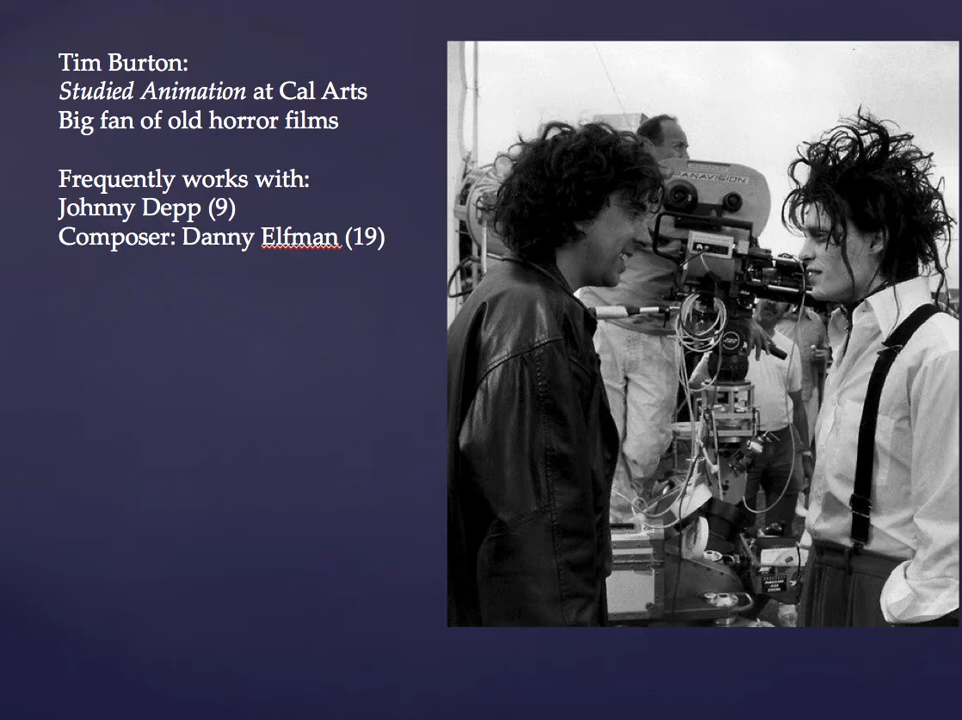 Tim Burton:
Studied Animation at Cal Arts
Big fan of old horror films
Frequently works with:
Johnny Depp (9)
Composer: Danny Elfman (19)
PANAVISION